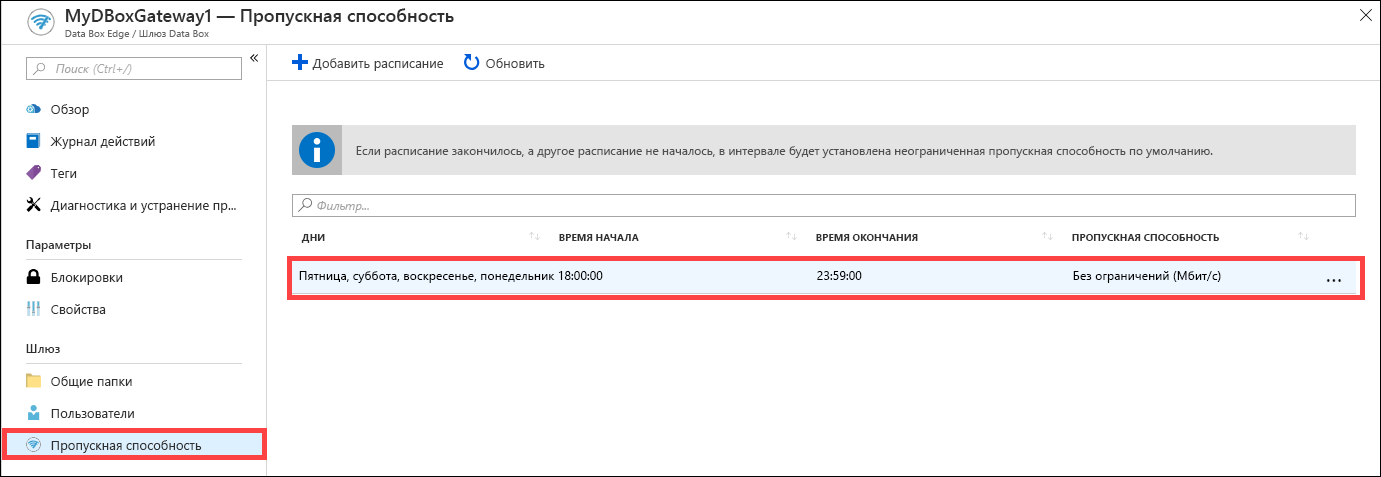 MyDBoxGateway1 — Пропускная способность
Data Box Edge / Шлюз Data Box
Поиск (Ctrl+/)
Обзор
Журнал действий
Теги
Диагностика и устранение пр...
Параметры
Блокировки
Свойства
Шлюз
Общие папки
Пользователи
Пропускная способность
Добавить расписание Обновить
Если расписание закончилось, а другое расписание не началось, в интервале будет установлена неограниченная пропускная способность по умолчанию.
Фильтр...
ДНИ ВРЕМЯ НАЧАЛА ВРЕМЯ ОКОНЧАНИЯ ПРОПУСКНАЯ СПОСОБНОСТЬ
Пятница, суббота, воскресенье, понедельник 18:00:00 23:59:00 Без ограничений (Мбит/с) ...